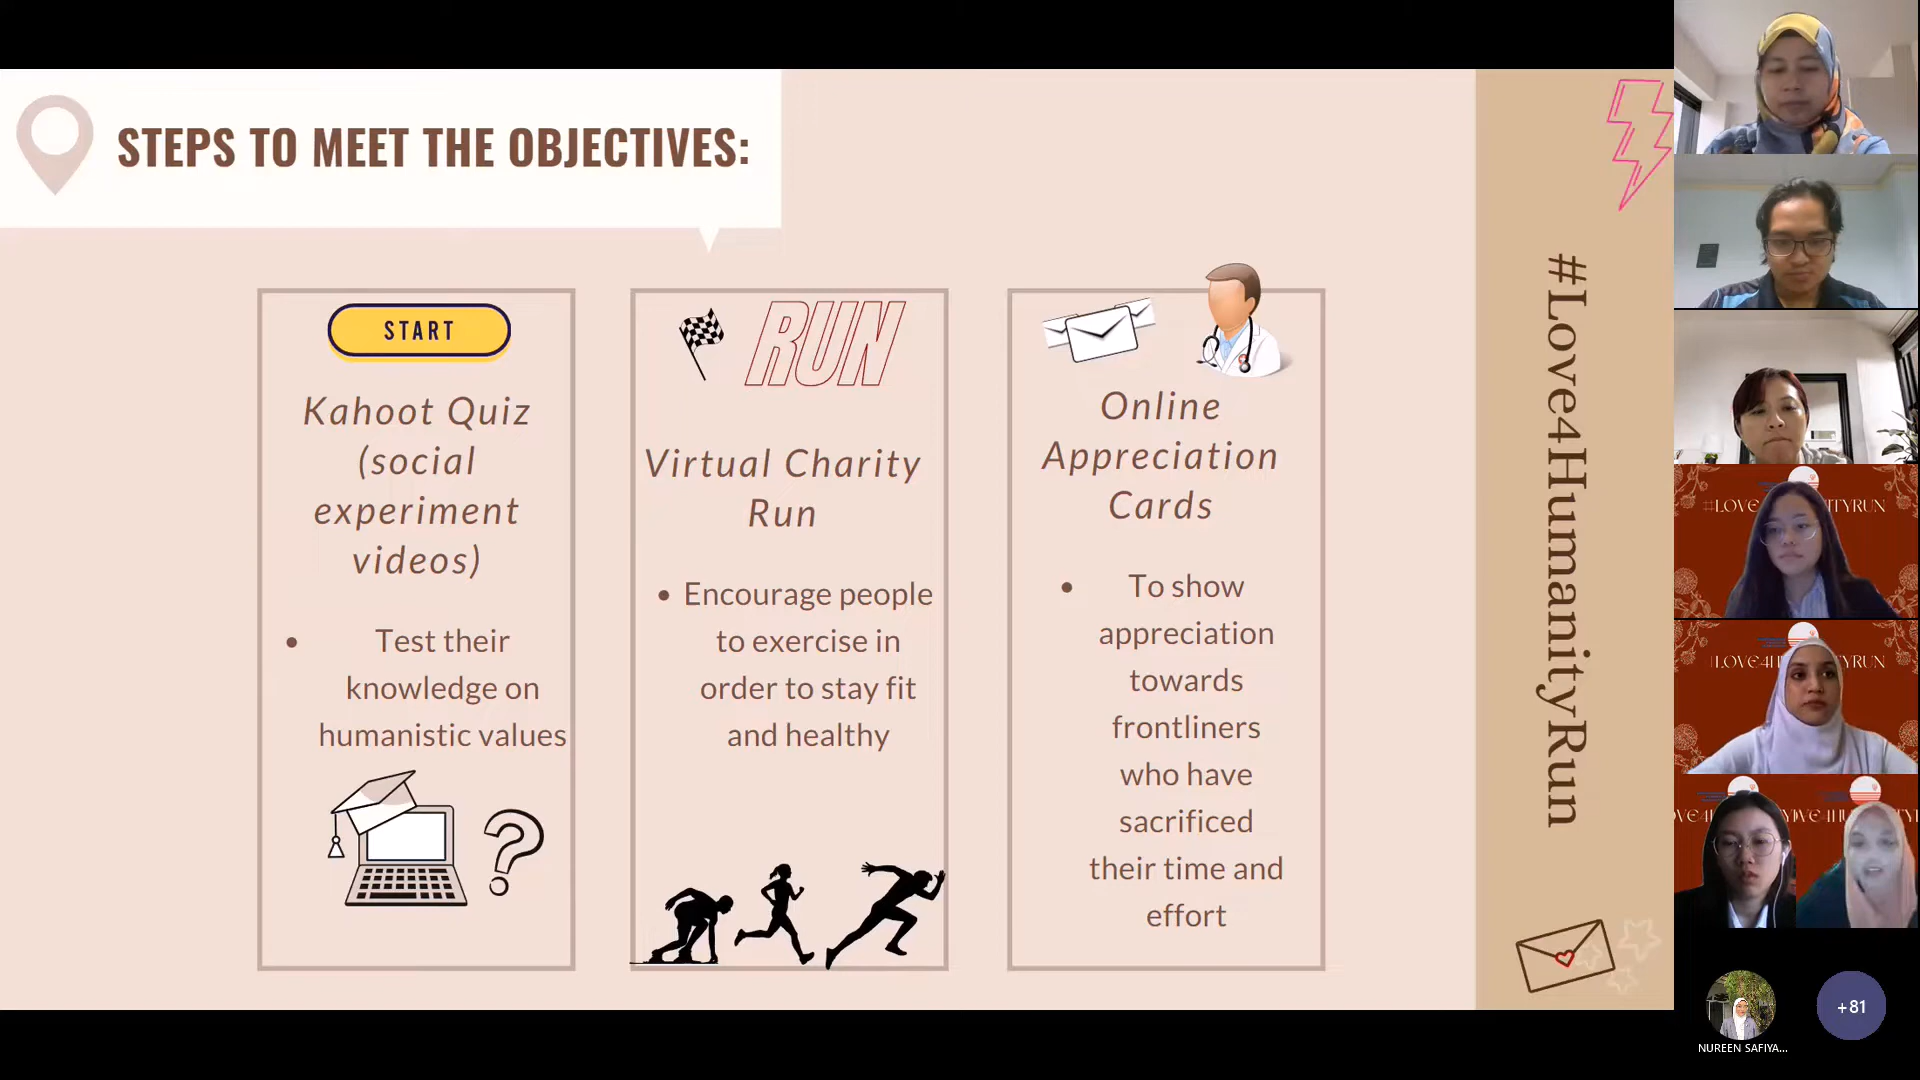 STEPS TO MEET THE OBJECTIVES:
START
Kahoot Quiz
(social
experiment
videos)
• Test their
knowledge on
humanistic values
RUN
Virtual Charity
Run
• Encourage people
to exercise in
order to stay fit
and healthy
Online
Appreciation
Cards
• To show
appreciation
towards
frontliners
who have
sacrificed
their time and
effort
#Love4HumanityRun
+81
NUREEN SAFIYA...